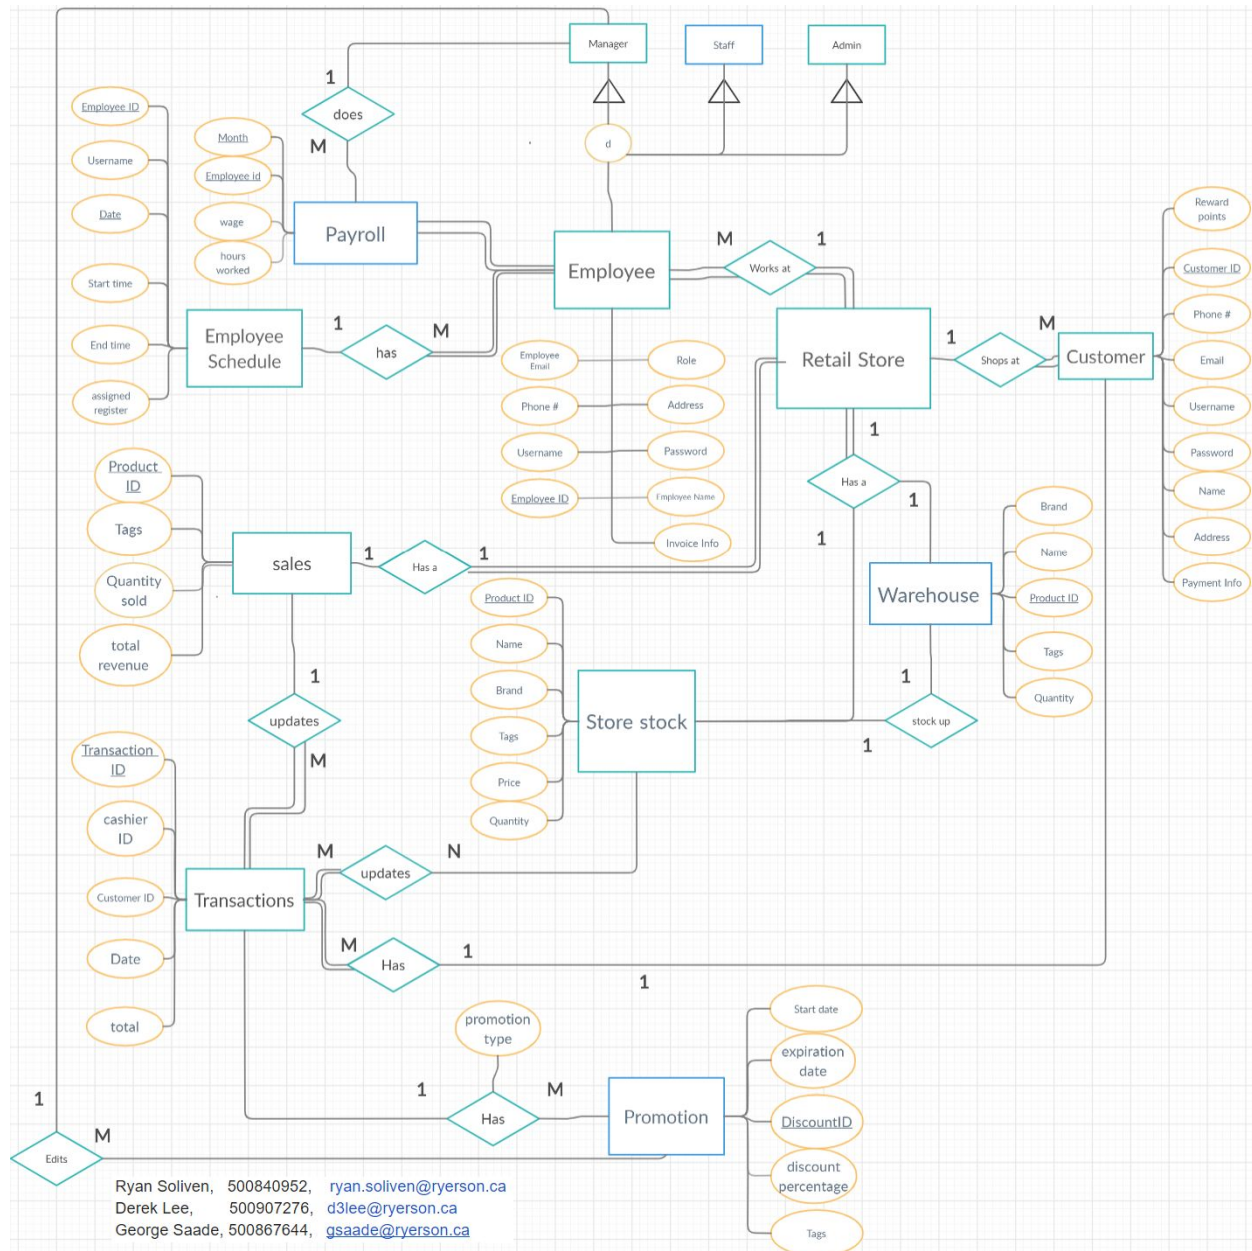 Manager
Staff
Admin
1
does
M
d
Employee ID
Username
Date
Start time
End time
assigned
register
Month
Employee id
wage
hours
worked
Payroll
Employee
M
1
Works at
Reward
points
Customer ID
Phone #
Email
Username
Password
Name
Address
Payment Info
Employee
Schedule
1
M
has
Retail Store
1
M
Shops at
Customer
Employee
Email
Role
Phone #
Address
Username
Password
Employee ID
Employee Name
Invoice Info
1
Has a
1
1
Product
ID
Tags
Quantity
sold
total
revenue
sales
1
1
Has a
Brand
Name
Product ID
Tags
Quantity
Warehouse
Product ID
Name
Brand
Tags
Price
Quantity
Store stock
1
stock up
1
1
updates
M
Transaction
ID
cashier
ID
Customer ID
Date
total
Transactions
M
N
updates
M
1
Has
1
promotion
type
1
M
Has
Promotion
Start date
expiration
date
DiscountID
discount
percentage
Tags
1
M
Edits
Ryan Soliven, 500840952, ryan.soliven@ryerson.ca
Derek Lee, 500907276, d3lee@ryerson.ca
George Saade, 500867644, gsaade@ryerson.ca